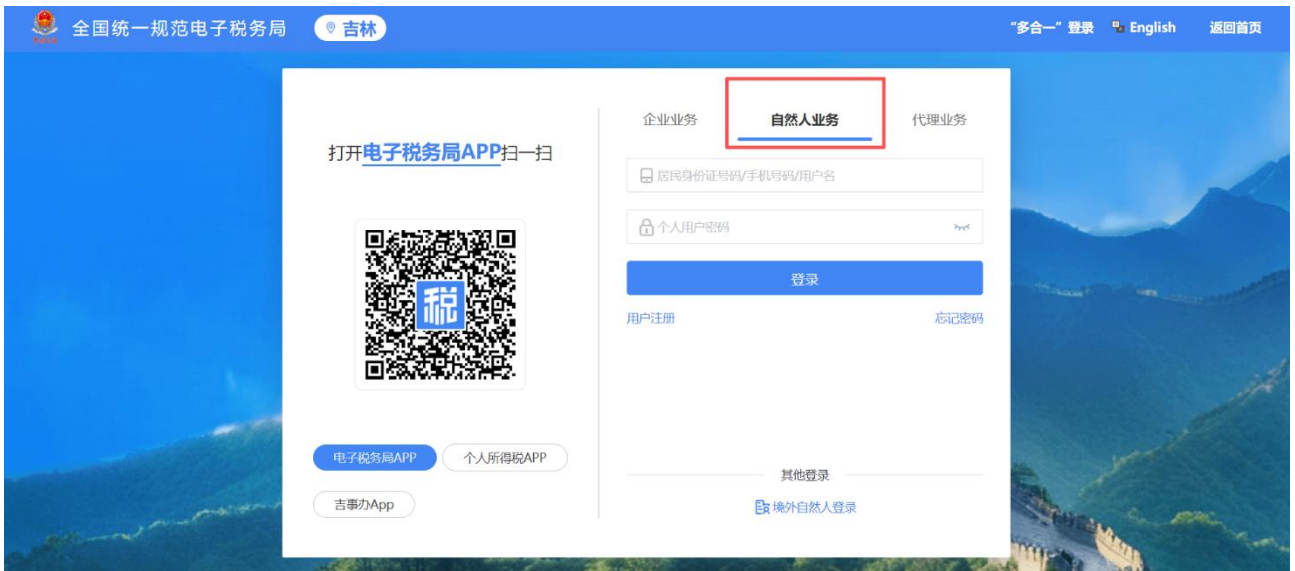 全国统一规范电子税务局
吉林
“多合一”登录
English
返回首页
打开电子税务局APP扫一扫
税
电子税务局APP
个人所得税APP
吉事办App
企业业务
自然人业务
代理业务
居民身份证号码/手机号码/用户名
个人用户密码
登录
用户注册
忘记密码
其他登录
境外自然人登录